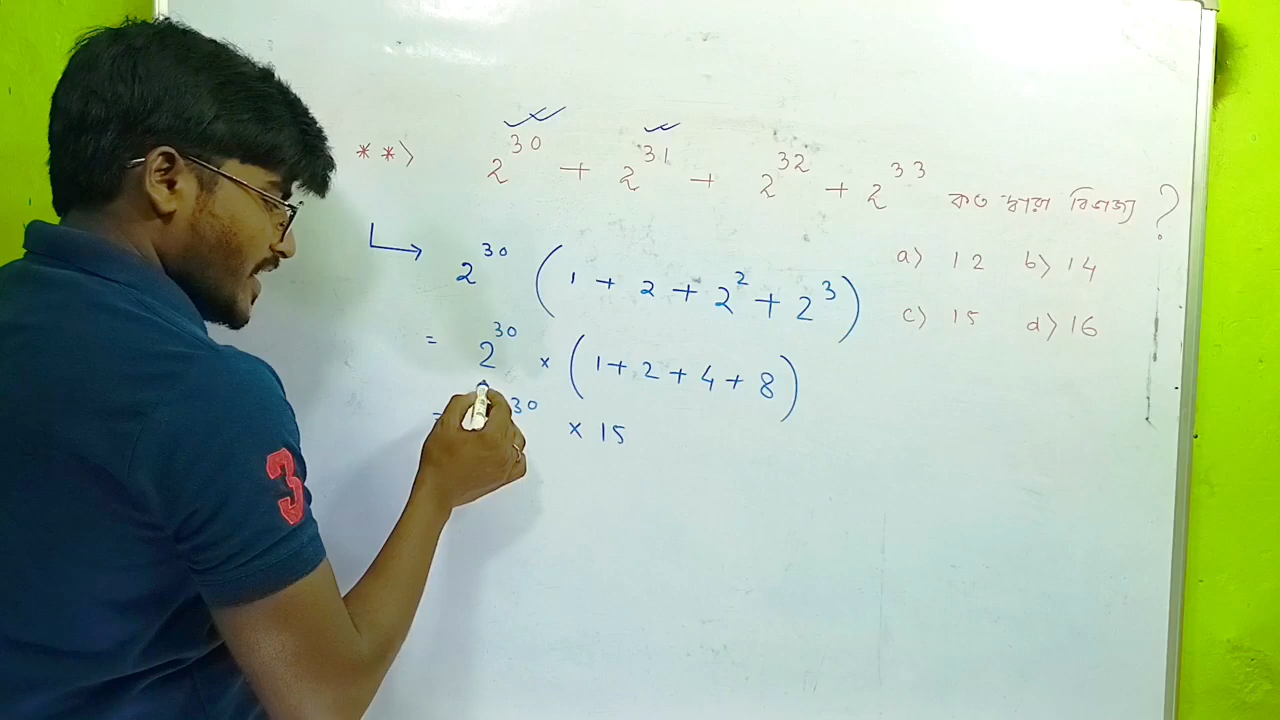 **> 2^30 + 2^31 + 2^32 + 2^33 কত দ্বারা বিভাজ্য ?
a) 12 b) 14
c) 15 d) 16
2^30 (1 + 2 + 2^2 + 2^3)
= 2^30 × (1 + 2 + 4 + 8)
= 30 × 15
3